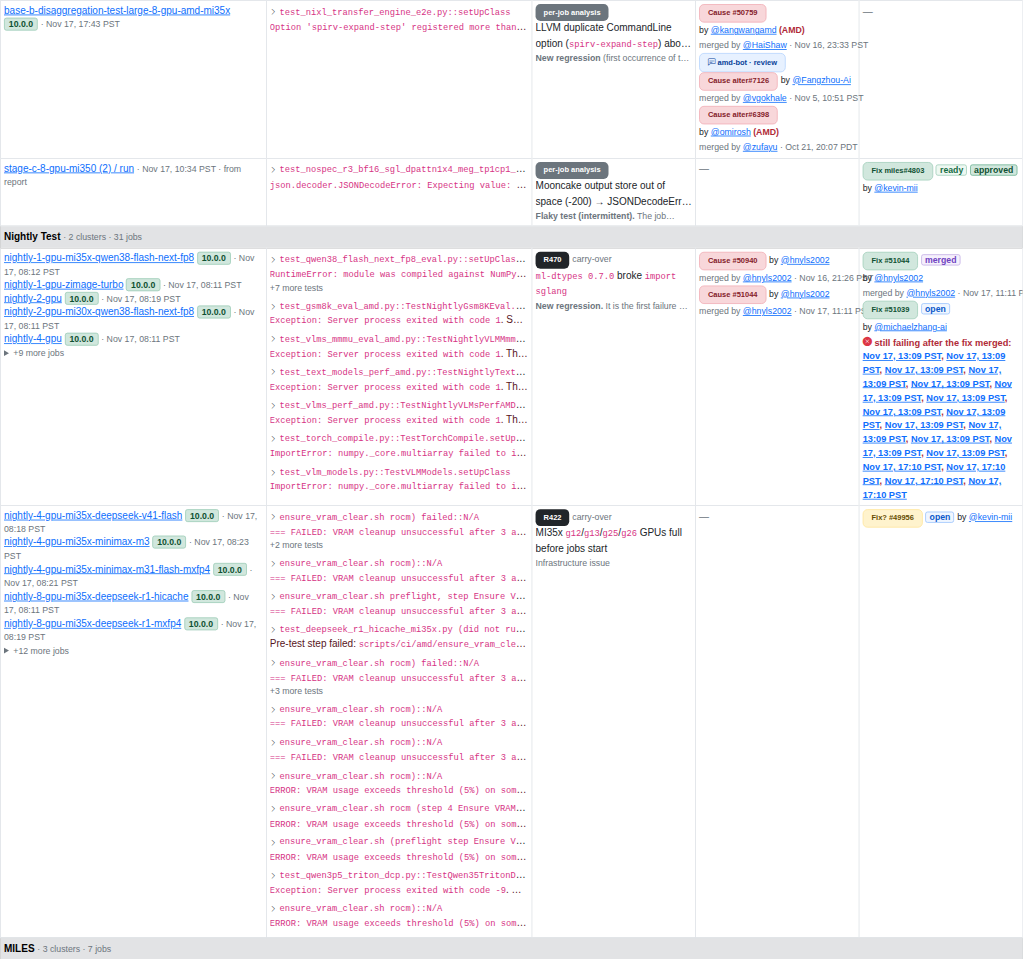 base-b-disaggregation-test-large-8-gpu-amd-mi35x
10.0.0 · Nov 17, 17:43 PST
test_nixl_transfer_engine_e2e.py::setUpClass
Option 'spirv-expand-step' registered more than…
per-job analysis
LLVM duplicate CommandLine
option (spirv-expand-step) abo…
New regression (first occurrence of t…
Cause #50759
by @kangwangamd (AMD)
merged by @HaiShaw · Nov 16, 23:33 PST
amd-bot · review
Cause aiter#7126 by @Fangzhou-Ai
merged by @vgokhale · Nov 5, 10:51 PST
Cause aiter#6398
by @omirosh (AMD)
merged by @zufayu · Oct 21, 20:07 PDT
—
stage-c-8-gpu-mi350 (2) / run · Nov 17, 10:34 PST · from
report
test_nospec_r3_bf16_sgl_dpattn1x4_meg_tp1cp1_…
json.decoder.JSONDecodeError: Expecting value: …
per-job analysis
Mooncake output store out of
space (-200) → JSONDecodeErr…
Flaky test (intermittent). The job…
—
Fix miles#4803 ready approved
by @kevin-mii
Nightly Test · 2 clusters · 31 jobs
nightly-1-gpu-mi35x-qwen38-flash-next-fp8 10.0.0 · Nov
17, 08:12 PST
nightly-1-gpu-zimage-turbo 10.0.0 · Nov 17, 08:11 PST
nightly-2-gpu 10.0.0 · Nov 17, 08:19 PST
nightly-2-gpu-mi35x-qwen38-flash-next-fp8 10.0.0 · Nov
17, 08:11 PST
nightly-4-gpu 10.0.0 · Nov 17, 08:11 PST
+9 more jobs
test_qwen38_flash_next_fp8_eval.py::setUpClas…
RuntimeError: module was compiled against NumPy…
+7 more tests
test_gsm8k_eval_amd.py::TestNightlyGsm8KEval.…
Exception: Server process exited with code 1. S…
test_vlms_mmmu_eval_amd.py::TestNightlyVLMMmm…
Exception: Server process exited with code 1. Th…
test_text_models_perf_amd.py::TestNightlyText…
Exception: Server process exited with code 1. Th…
test_vlms_perf_amd.py::TestNightlyVLMsPerfAMD…
Exception: Server process exited with code 1. Th…
test_torch_compile.py::TestTorchCompile.setUp…
ImportError: numpy._core.multiarray failed to i…
test_vlm_models.py::TestVLMModels.setUpClass
ImportError: numpy._core.multiarray failed to i…
R470 carry-over
ml-dtypes 0.7.0 broke import
sglang
New regression. It is the first failure …
Cause #50940 by @hnyls2002
merged by @hnyls2002 · Nov 16, 21:26 P
Cause #51044 by @hnyls2002
merged by @hnyls2002 · Nov 17, 11:11 P
Fix #51044 merged
by @hnyls2002
merged by @hnyls2002 · Nov 17, 11:11 P
Fix #51039 open
by @michaelzhang-ai
still failing after the fix merged:
Nov 17, 13:09 PST, Nov 17, 13:09
PST, Nov 17, 13:09 PST, Nov 17,
13:09 PST, Nov 17, 13:09 PST, Nov
17, 13:09 PST, Nov 17, 13:09 PST,
Nov 17, 13:09 PST, Nov 17, 13:09
PST, Nov 17, 13:09 PST, Nov 17,
13:09 PST, Nov 17, 13:09 PST, Nov
17, 13:09 PST, Nov 17, 13:09 PST,
Nov 17, 17:10 PST, Nov 17, 17:10
PST, Nov 17, 17:10 PST, Nov 17,
17:10 PST
nightly-4-gpu-mi35x-deepseek-v41-flash 10.0.0 · Nov 17,
08:18 PST
nightly-4-gpu-mi35x-minimax-m3 10.0.0 · Nov 17, 08:23
PST
nightly-4-gpu-mi35x-minimax-m31-flash-mxfp4 10.0.0 ·
Nov 17, 08:21 PST
nightly-8-gpu-mi35x-deepseek-r1-hicache 10.0.0 · Nov
17, 08:11 PST
nightly-8-gpu-mi35x-deepseek-r1-mxfp4 10.0.0 · Nov 17,
08:19 PST
+12 more jobs
ensure_vram_clear.sh rocm) failed::N/A
=== FAILED: VRAM cleanup unsuccessful after 3 a…
+2 more tests
ensure_vram_clear.sh rocm)::N/A
=== FAILED: VRAM cleanup unsuccessful after 3 a…
ensure_vram_clear.sh preflight, step Ensure V…
=== FAILED: VRAM cleanup unsuccessful after 3 a…
test_deepseek_r1_hicache_mi35x.py (did not ru…
Pre-test step failed: scripts/ci/amd/ensure_vram_cle…
ensure_vram_clear.sh rocm) failed::N/A
=== FAILED: VRAM cleanup unsuccessful after 3 a…
+3 more tests
ensure_vram_clear.sh rocm)::N/A
=== FAILED: VRAM cleanup unsuccessful after 3 a…
ensure_vram_clear.sh rocm)::N/A
=== FAILED: VRAM cleanup unsuccessful after 3 a…
ensure_vram_clear.sh rocm)::N/A
ERROR: VRAM usage exceeds threshold (5%) on som…
ensure_vram_clear.sh rocm (step 4 Ensure VRAM…
ERROR: VRAM usage exceeds threshold (5%) on som…
ensure_vram_clear.sh (preflight step Ensure V…
ERROR: VRAM usage exceeds threshold (5%) on som…
test_qwen3p5_triton_dcp.py::TestQwen35TritonD…
Exception: Server process exited with code -9. …
ensure_vram_clear.sh rocm)::N/A
ERROR: VRAM usage exceeds threshold (5%) on som…
R422 carry-over
MI35x g12/g13/g25/g26 GPUs full
before jobs start
Infrastructure issue
—
Fix? #49956 open by @kevin-mii
MILES · 3 clusters · 7 jobs